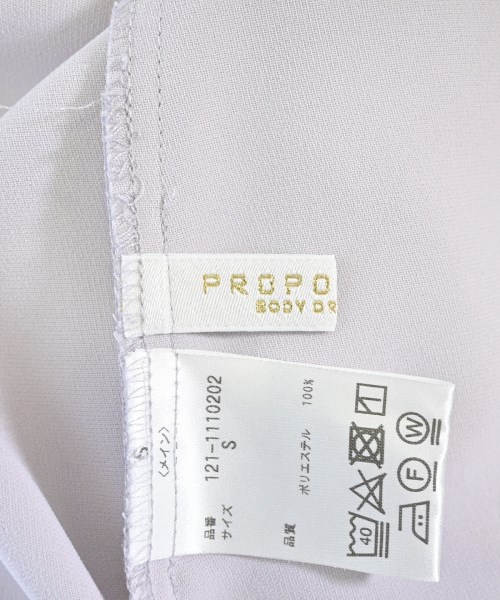 PROPO
BODY DR
S
〈メイン〉
品番 121-1110202
サイズ S
品質 ポリエステル 100%
40
F
W